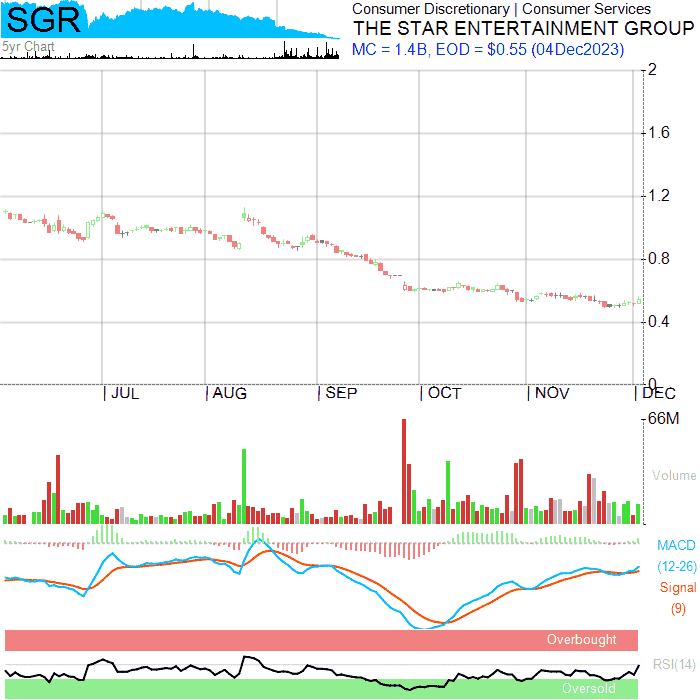 SGR
5yr Chart
Consumer Discretionary | Consumer Services
THE STAR ENTERTAINMENT GROUP
MC = 1.4B, EOD = $0.55 (04Dec2023)
2
1.6
1.2
0.8
0.4
0
JUL AUG SEP OCT NOV DEC
66M
Volume
MACD
(12-26)
Signal
(9)
Overbought
RSI(14)
Oversold